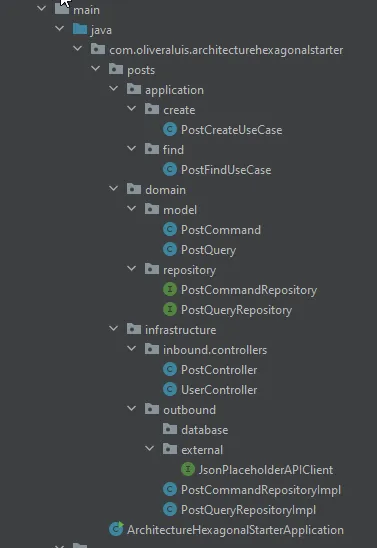 main
java
com.oliveraluis.architecturehexagonalstarter
posts
application
create
PostCreateUseCase
find
PostFindUseCase
domain
model
PostCommand
PostQuery
repository
PostCommandRepository
PostQueryRepository
infrastructure
inbound.controllers
PostController
UserController
outbound
database
external
JsonPlaceholderAPIClient
PostCommandRepositoryImpl
PostQueryRepositoryImpl
ArchitectureHexagonalStarterApplication